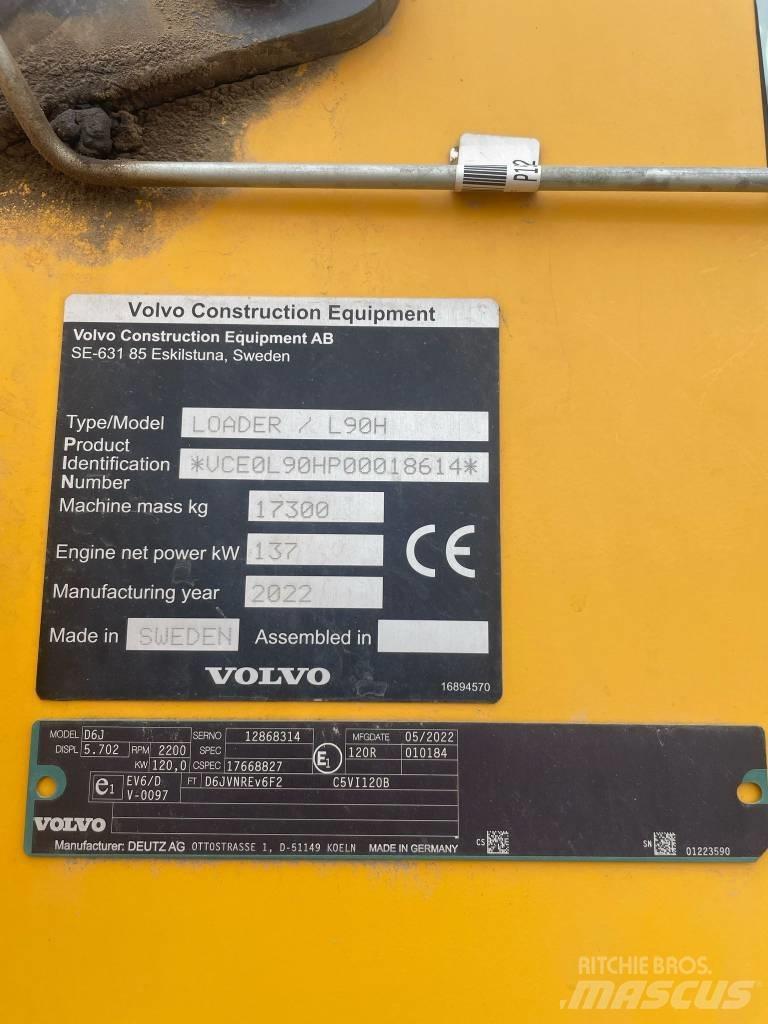 P12
Volvo Construction Equipment
Volvo Construction Equipment AB
SE-631 85 Eskilstuna, Sweden
Type/Model LOADER / L90H
Product
Identification *VCE0L90HP00018614*
Number
Machine mass kg 17300
Engine net power kW 137
CE
Manufacturing year 2022
Made in SWEDEN Assembled in
VOLVO
16894570
MODEL D6J SERNO 12868314 MFGDATE 05/2022
DISPL 5.702 RPM 2200 SPEC E1 120R 010184
KW 120,0 CSPEC 17668827
e1 EV6/D FT D6JVNREv6F2 C5VI120B
V-0097
VOLVO
Manufacturer: DEUTZ AG OTTOSTRASSE 1, D-51149 KOELN MADE IN GERMANY CS SN 01223590
RITCHIE BROS.
MASCUS